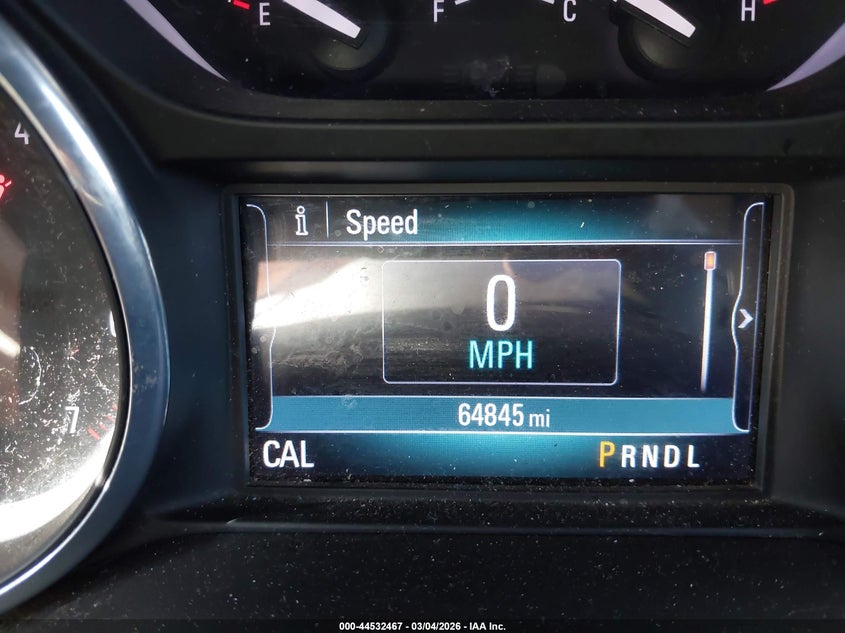 E F C H
4
i Speed
0
MPH
7
64845 mi
CAL PRNDL
000-44532467 - 03/04/2026 - IAA Inc.